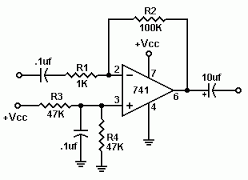 R2
100K
+Vcc
.1uf
R1
1K
2
7
10uf
741
6
+Vcc
R3
47K
3
4
.1uf
R4
47K